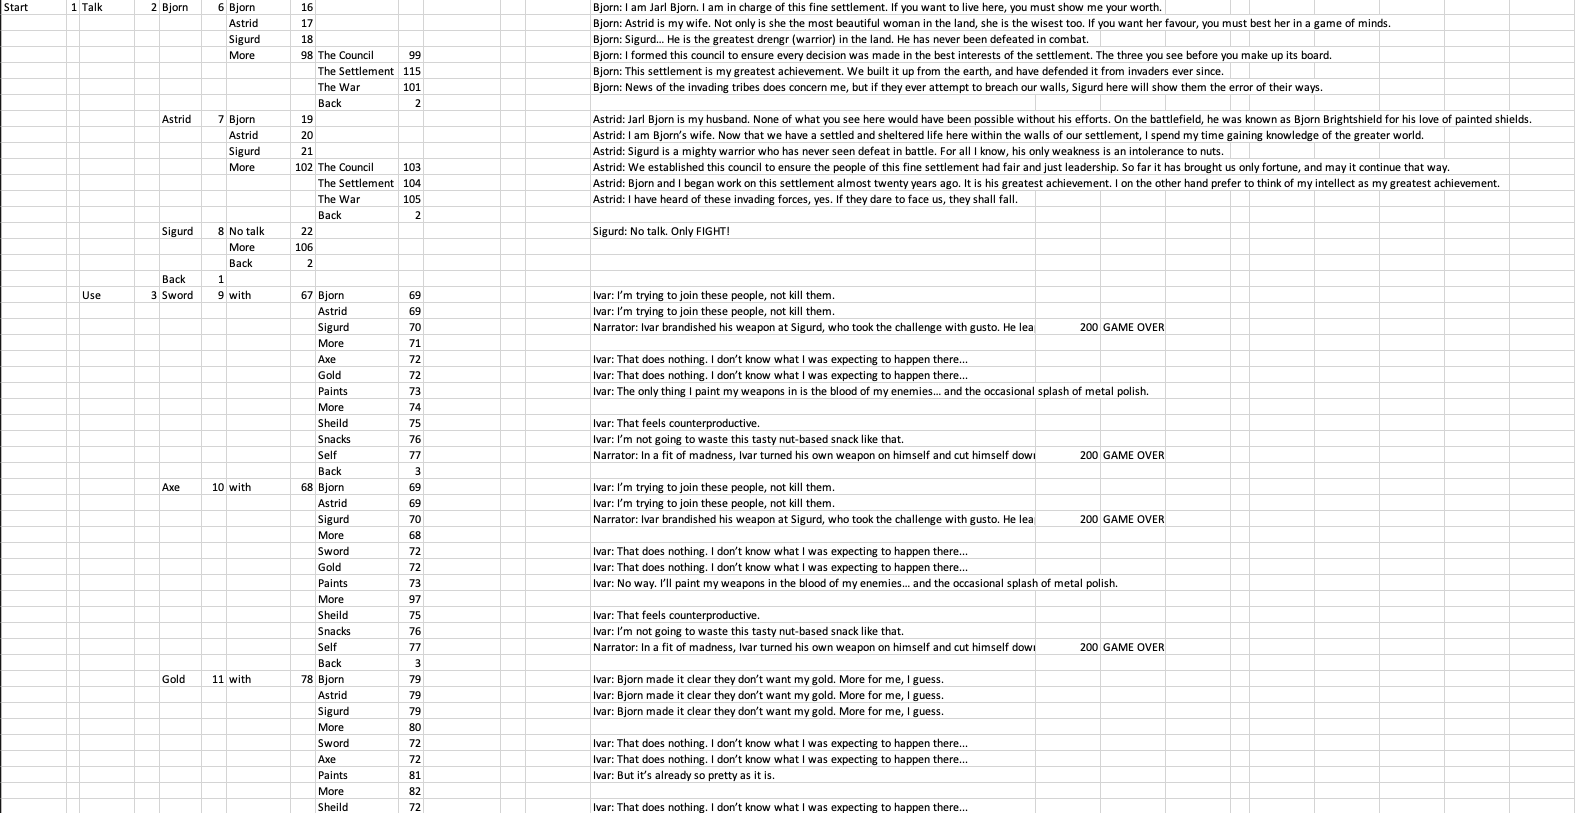 Start 1 Talk 2 Bjorn 6 Bjorn 16 Bjorn: I am Jarl Bjorn. I am in charge of this fine settlement. If you want to live here, you must show me your worth.
Astrid 17 Bjorn: Astrid is my wife. Not only is she the most beautiful woman in the land, she is the wisest too. If you want her favour, you must best her in a game of minds.
Sigurd 18 Bjorn: Sigurd… He is the greatest drengr (warrior) in the land. He has never been defeated in combat.
More 98 The Council 99 Bjorn: I formed this council to ensure every decision was made in the best interests of the settlement. The three you see before you make up its board.
The Settlement 115 Bjorn: This settlement is my greatest achievement. We built it up from the earth, and have defended it from invaders ever since.
The War 101 Bjorn: News of the invading tribes does concern me, but if they ever attempt to breach our walls, Sigurd here will show them the error of their ways.
Back 2
Astrid 7 Bjorn 19 Astrid: Jarl Bjorn is my husband. None of what you see here would have been possible without his efforts. On the battlefield, he was known as Bjorn Brightshield for his love of painted shields.
Astrid 20 Astrid: I am Bjorn’s wife. Now that we have a settled and sheltered life here within the walls of our settlement, I spend my time gaining knowledge of the greater world.
Sigurd 21 Astrid: Sigurd is a mighty warrior who has never seen defeat in battle. For all I know, his only weakness is an intolerance to nuts.
More 102 The Council 103 Astrid: We established this council to ensure the people of this fine settlement had fair and just leadership. So far it has brought us only fortune, and may it continue that way.
The Settlement 104 Astrid: Bjorn and I began work on this settlement almost twenty years ago. It is his greatest achievement. I on the other hand prefer to think of my intellect as my greatest achievement.
The War 105 Astrid: I have heard of these invading forces, yes. If they dare to face us, they shall fall.
Back 2
Sigurd 8 No talk 22 Sigurd: No talk. Only FIGHT!
More 106
Back 2
Back 1
Use 3 Sword 9 with 67 Bjorn 69 Ivar: I’m trying to join these people, not kill them.
Astrid 69 Ivar: I’m trying to join these people, not kill them.
Sigurd 70 Narrator: Ivar brandished his weapon at Sigurd, who took the challenge with gusto. He lea 200 GAME OVER
More 71
Axe 72 Ivar: That does nothing. I don’t know what I was expecting to happen there…
Gold 72 Ivar: That does nothing. I don’t know what I was expecting to happen there…
Paints 73 Ivar: The only thing I paint my weapons in is the blood of my enemies… and the occasional splash of metal polish.
More 74
Sheild 75 Ivar: That feels counterproductive.
Snacks 76 Ivar: I’m not going to waste this tasty nut-based snack like that.
Self 77 Narrator: In a fit of madness, Ivar turned his own weapon on himself and cut himself dow 200 GAME OVER
Back 3
Axe 10 with 68 Bjorn 69 Ivar: I’m trying to join these people, not kill them.
Astrid 69 Ivar: I’m trying to join these people, not kill them.
Sigurd 70 Narrator: Ivar brandished his weapon at Sigurd, who took the challenge with gusto. He lea 200 GAME OVER
More 68
Sword 72 Ivar: That does nothing. I don’t know what I was expecting to happen there…
Gold 72 Ivar: That does nothing. I don’t know what I was expecting to happen there…
Paints 73 Ivar: No way. I’ll paint my weapons in the blood of my enemies… and the occasional splash of metal polish.
More 97
Sheild 75 Ivar: That feels counterproductive.
Snacks 76 Ivar: I’m not going to waste this tasty nut-based snack like that.
Self 77 Narrator: In a fit of madness, Ivar turned his own weapon on himself and cut himself dow 200 GAME OVER
Back 3
Gold 11 with 78 Bjorn 79 Ivar: Bjorn made it clear they don’t want my gold. More for me, I guess.
Astrid 79 Ivar: Bjorn made it clear they don’t want my gold. More for me, I guess.
Sigurd 79 Ivar: Bjorn made it clear they don’t want my gold. More for me, I guess.
More 80
Sword 72 Ivar: That does nothing. I don’t know what I was expecting to happen there…
Axe 72 Ivar: That does nothing. I don’t know what I was expecting to happen there…
Paints 81 Ivar: But it’s already so pretty as it is.
More 82
Sheild 72 Ivar: That does nothing. I don’t know what I was expecting to happen there…